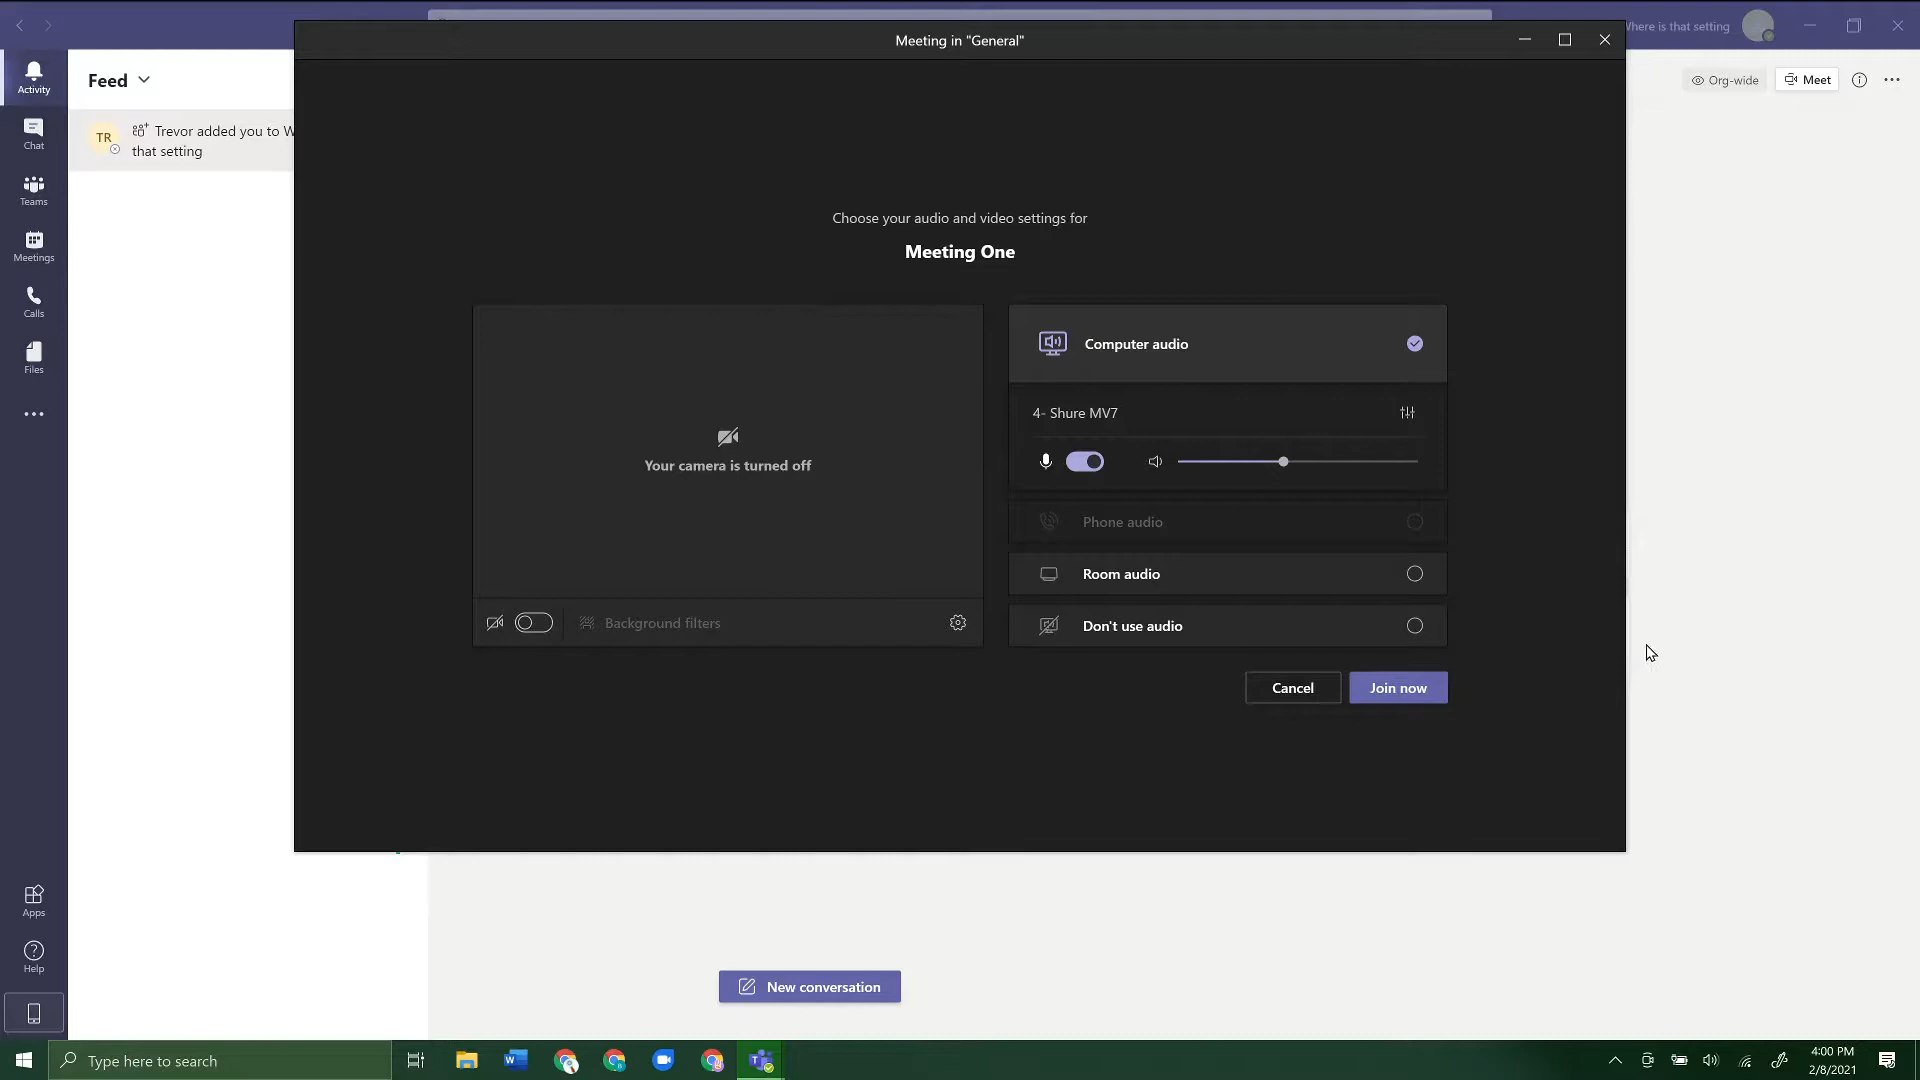 Meeting in "General"
here is that setting
Activity
Feed
Org-wide
Meet
TR
Trevor added you to W
that setting
Chat
Teams
Meetings
Calls
Files
Choose your audio and video settings for
Meeting One
Your camera is turned off
Background filters
Computer audio
4- Shure MV7
Phone audio
Room audio
Don't use audio
Cancel
Join now
Apps
Help
New conversation
Type here to search
4:00 PM
2/8/2021